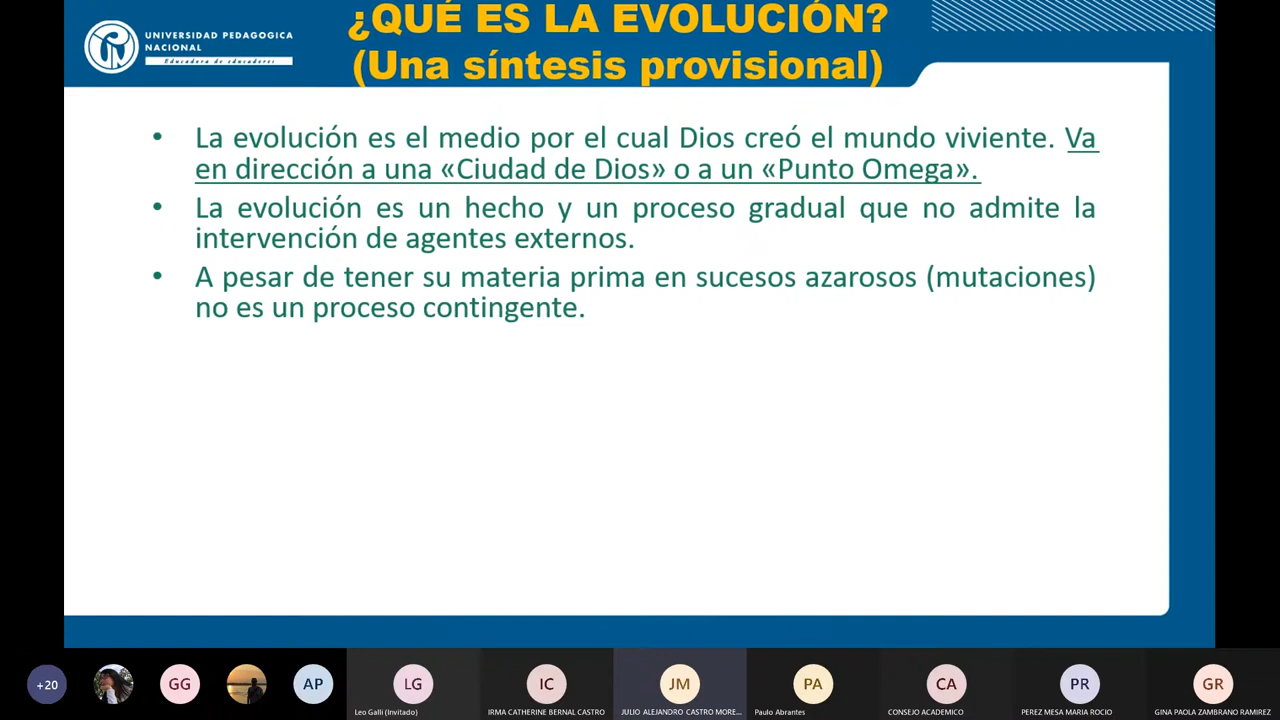 ¿QUÉ ES LA EVOLUCIÓN?
(Una síntesis provisional)
UNIVERSIDAD PEDAGOGICA
NACIONAL
Educadora de educadores
• La evolución es el medio por el cual Dios creó el mundo viviente. Va
en dirección a una «Ciudad de Dios» o a un «Punto Omega».
• La evolución es un hecho y un proceso gradual que no admite la
intervención de agentes externos.
• A pesar de tener su materia prima en sucesos azarosos (mutaciones)
no es un proceso contingente.
+20 GG AP LG IC JM PA CA PR GR
Leo Galli (Invitado) IRMA CATHERINE BERNAL CASTRO JULIO ALEJANDRO CASTRO MORE... Paulo Abrantes CONSEJO ACADEMICO PEREZ MESA MARIA ROCIO GINA PAOLA ZAMBRANO RAMIREZ